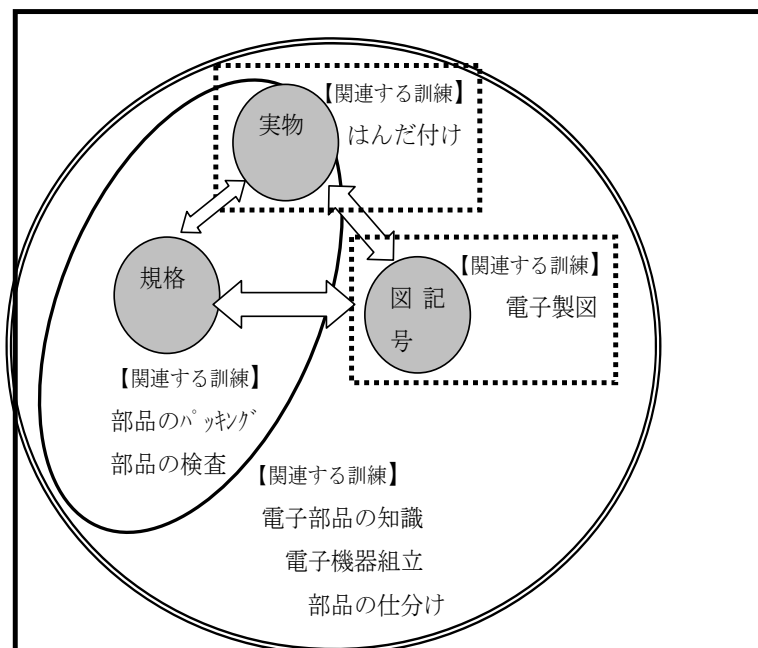 【関連する訓練】
実物
はんだ付け
規格
【関連する訓練】
図記
号
電子製図
【関連する訓練】
部品のﾊﾟｯｷﾝｸﾞ
部品の検査
【関連する訓練】
電子部品の知識
電子機器組立
部品の仕分け